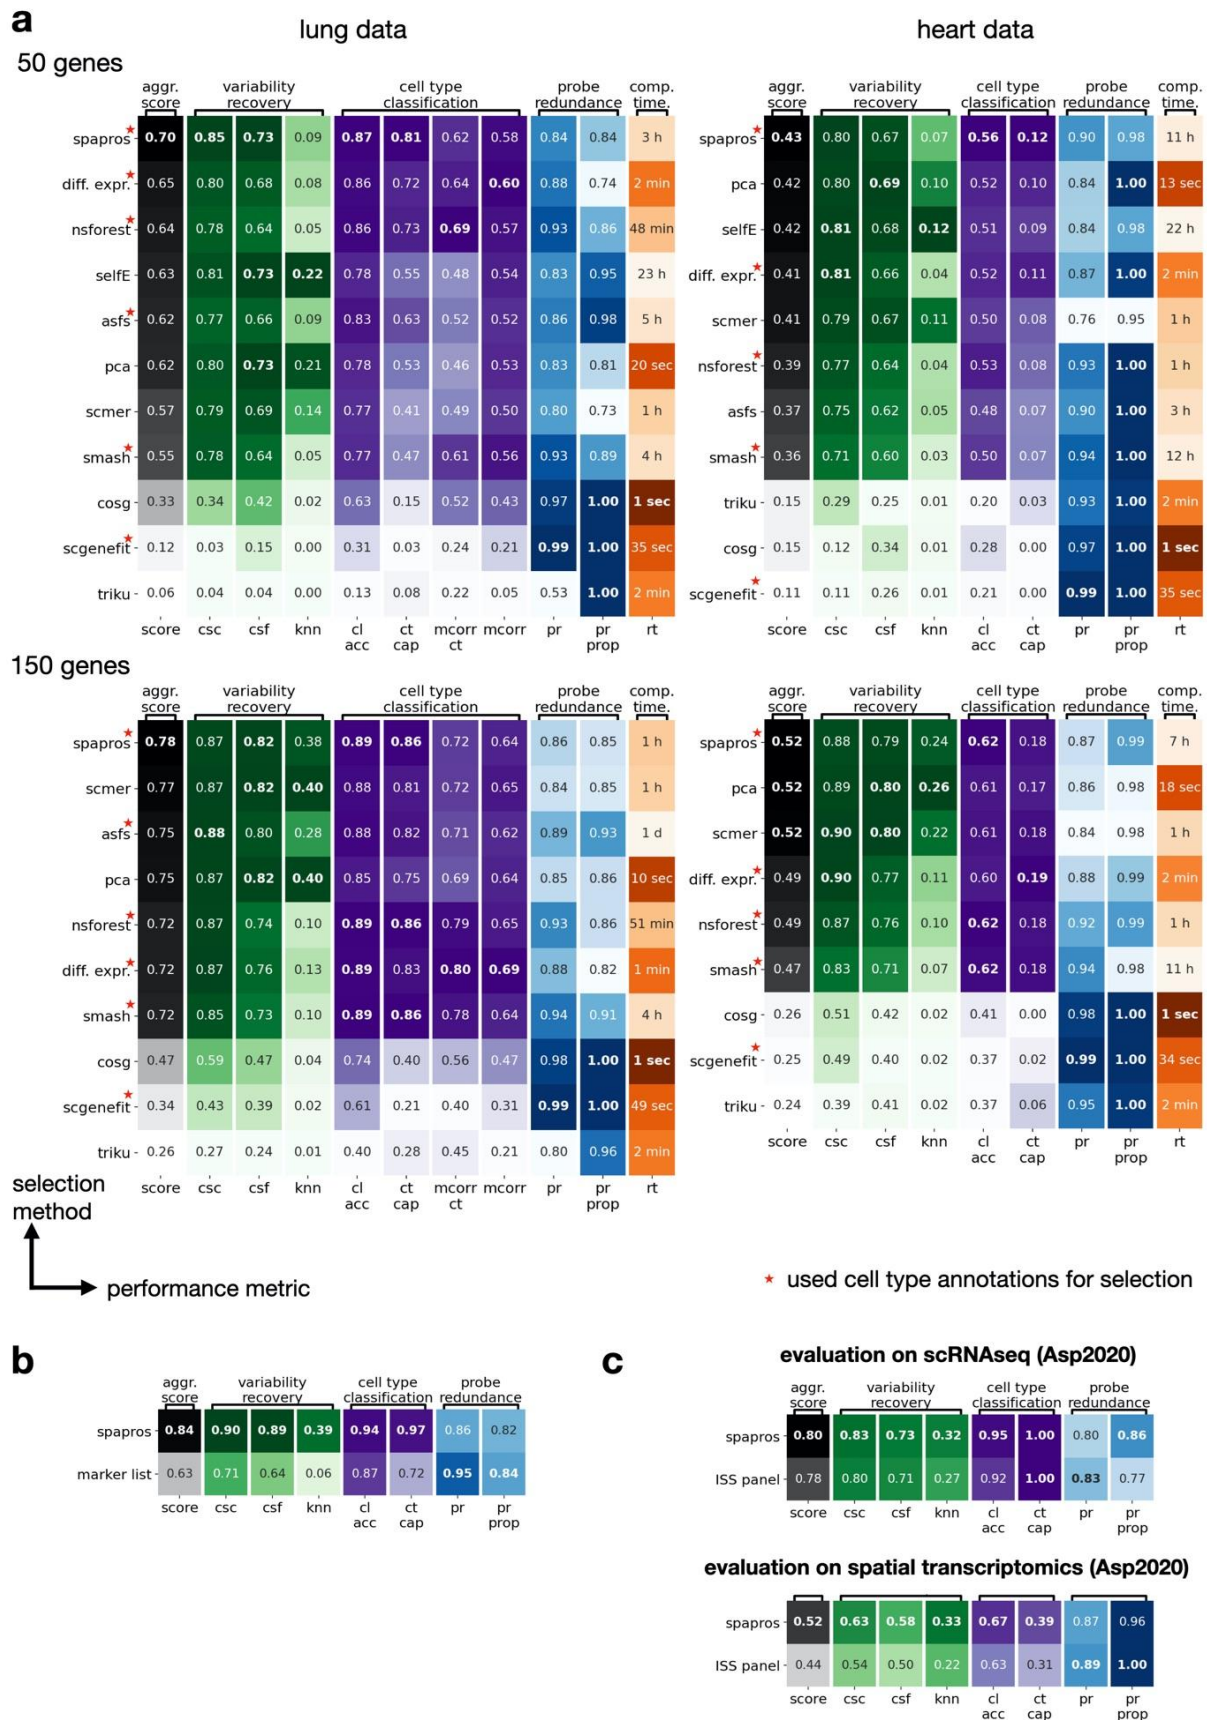 a
lung data
heart data
50 genes
aggr. score variability recovery cell type classification probe redundance comp. time.
spapros★ 0.70 0.85 0.73 0.09 0.87 0.81 0.62 0.58 0.84 0.84 3 h
diff. expr.★ 0.65 0.80 0.68 0.08 0.86 0.72 0.64 0.60 0.88 0.74 2 min
nsforest★ 0.64 0.78 0.64 0.05 0.86 0.73 0.69 0.57 0.93 0.86 48 min
selfE 0.63 0.81 0.73 0.22 0.78 0.55 0.48 0.54 0.83 0.95 23 h
asfs★ 0.62 0.77 0.66 0.09 0.83 0.63 0.52 0.52 0.86 0.98 5 h
pca 0.62 0.80 0.73 0.21 0.78 0.53 0.46 0.53 0.83 0.81 20 sec
scmer 0.57 0.79 0.69 0.14 0.77 0.41 0.49 0.50 0.80 0.73 1 h
smash★ 0.55 0.78 0.64 0.05 0.77 0.47 0.61 0.56 0.93 0.89 4 h
cosg 0.33 0.34 0.42 0.02 0.63 0.15 0.52 0.43 0.97 1.00 1 sec
scgenefit★ 0.12 0.03 0.15 0.00 0.31 0.03 0.24 0.21 0.99 1.00 35 sec
triku 0.06 0.04 0.04 0.00 0.13 0.08 0.22 0.05 0.53 1.00 2 min
score csc csf knn cl acc ct cap mcorr ct mcorr pr pr prop rt
aggr. score variability recovery cell type classification probe redundance comp. time.
spapros★ 0.43 0.80 0.67 0.07 0.56 0.12 0.90 0.98 11 h
pca 0.42 0.80 0.69 0.10 0.52 0.10 0.84 1.00 13 sec
selfE 0.42 0.81 0.68 0.12 0.51 0.09 0.84 0.98 22 h
diff. expr.★ 0.41 0.81 0.66 0.04 0.52 0.11 0.87 1.00 2 min
scmer 0.41 0.79 0.67 0.11 0.50 0.08 0.76 0.95 1 h
nsforest★ 0.39 0.77 0.64 0.04 0.53 0.08 0.93 1.00 1 h
asfs 0.37 0.75 0.62 0.05 0.48 0.07 0.90 1.00 3 h
smash★ 0.36 0.71 0.60 0.03 0.50 0.07 0.94 1.00 12 h
triku 0.15 0.29 0.25 0.01 0.20 0.03 0.93 1.00 2 min
cosg 0.15 0.12 0.34 0.01 0.28 0.00 0.97 1.00 1 sec
scgenefit★ 0.11 0.11 0.26 0.01 0.21 0.00 0.99 1.00 35 sec
score csc csf knn cl acc ct cap pr pr prop rt
150 genes
aggr. score variability recovery cell type classification probe redundance comp. time.
spapros★ 0.78 0.87 0.82 0.38 0.89 0.86 0.72 0.64 0.86 0.85 1 h
scmer 0.77 0.87 0.82 0.40 0.88 0.81 0.72 0.65 0.84 0.85 1 h
asfs★ 0.75 0.88 0.80 0.28 0.88 0.82 0.71 0.62 0.89 0.93 1 d
pca 0.75 0.87 0.82 0.40 0.85 0.75 0.69 0.64 0.85 0.86 10 sec
nsforest★ 0.72 0.87 0.74 0.10 0.89 0.86 0.79 0.65 0.93 0.86 51 min
diff. expr.★ 0.72 0.87 0.76 0.13 0.89 0.83 0.80 0.69 0.88 0.82 1 min
smash★ 0.72 0.85 0.73 0.10 0.89 0.86 0.78 0.64 0.94 0.91 4 h
cosg 0.47 0.59 0.47 0.04 0.74 0.40 0.56 0.47 0.98 1.00 1 sec
scgenefit★ 0.34 0.43 0.39 0.02 0.61 0.21 0.40 0.31 0.99 1.00 49 sec
triku 0.26 0.27 0.24 0.01 0.40 0.28 0.45 0.21 0.80 0.96 2 min
score csc csf knn cl acc ct cap mcorr ct mcorr pr pr prop rt
aggr. score variability recovery cell type classification probe redundance comp. time.
spapros★ 0.52 0.88 0.79 0.24 0.62 0.18 0.87 0.99 7 h
pca 0.52 0.89 0.80 0.26 0.61 0.17 0.86 0.98 18 sec
scmer 0.52 0.90 0.80 0.22 0.61 0.18 0.84 0.98 1 h
diff. expr.★ 0.49 0.90 0.77 0.11 0.60 0.19 0.88 0.99 2 min
nsforest★ 0.49 0.87 0.76 0.10 0.62 0.18 0.92 0.99 1 h
smash★ 0.47 0.83 0.71 0.07 0.62 0.18 0.94 0.98 11 h
cosg 0.26 0.51 0.42 0.02 0.41 0.00 0.98 1.00 1 sec
scgenefit★ 0.25 0.49 0.40 0.02 0.37 0.02 0.99 1.00 34 sec
triku 0.24 0.39 0.41 0.02 0.37 0.06 0.95 1.00 2 min
score csc csf knn cl acc ct cap pr pr prop rt
selection method
performance metric
★ used cell type annotations for selection
b
aggr. score variability recovery cell type classification probe redundance
spapros 0.84 0.90 0.89 0.39 0.94 0.97 0.86 0.82
marker list 0.63 0.71 0.64 0.06 0.87 0.72 0.95 0.84
score csc csf knn cl acc ct cap pr pr prop
c
evaluation on scRNAseq (Asp2020)
aggr. score variability recovery cell type classification probe redundance
spapros 0.80 0.83 0.73 0.32 0.95 1.00 0.80 0.86
ISS panel 0.78 0.80 0.71 0.27 0.92 1.00 0.83 0.77
score csc csf knn cl acc ct cap pr pr prop
evaluation on spatial transcriptomics (Asp2020)
spapros 0.52 0.63 0.58 0.33 0.67 0.39 0.87 0.96
ISS panel 0.44 0.54 0.50 0.22 0.63 0.31 0.89 1.00
score csc csf knn cl acc ct cap pr pr prop